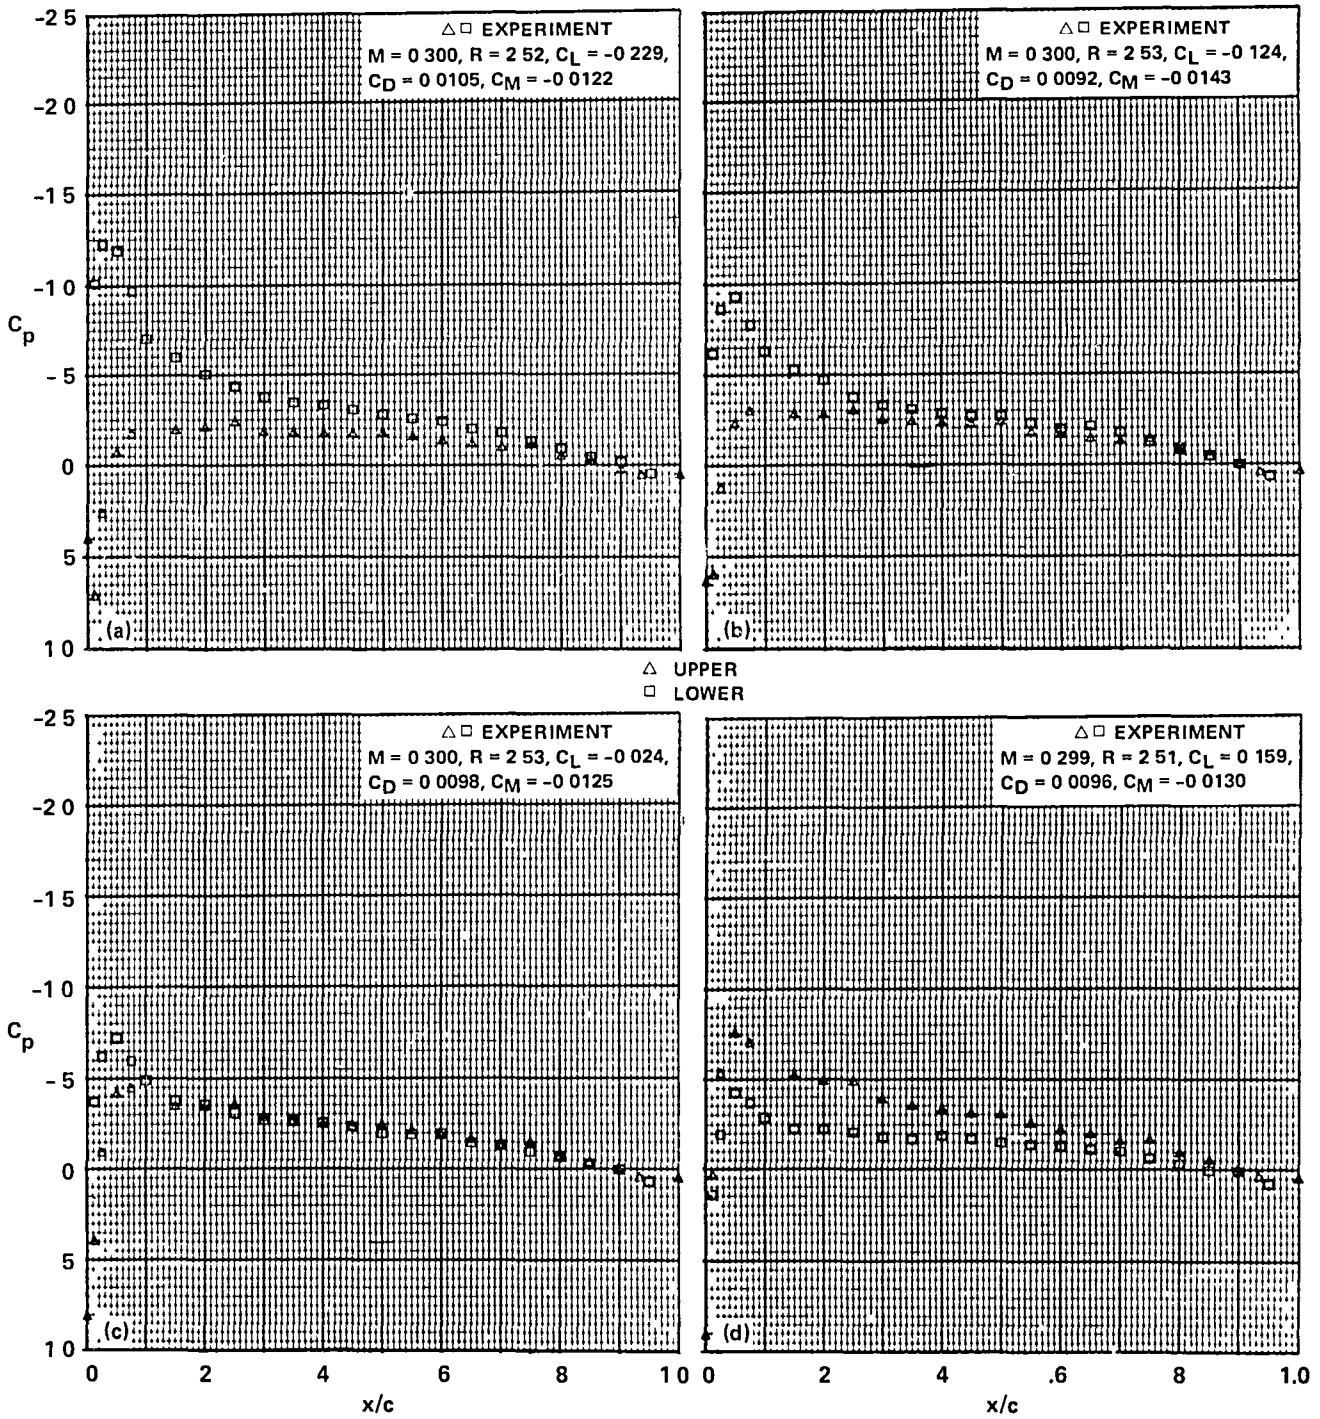 △ □ EXPERIMENT
M = 0 300, R = 2 52, CL = -0 229,
CD = 0 0105, CM = -0 0122
-2 5
-2 0
-1 5
-1 0
Cp
- 5
0
5
1 0
(a)
△ □ EXPERIMENT
M = 0 300, R = 2 53, CL = -0 124,
CD = 0 0092, CM = -0 0143
(b)
△ UPPER
□ LOWER
△ □ EXPERIMENT
M = 0 300, R = 2 53, CL = -0 024,
CD = 0 0098, CM = -0 0125
-2 5
-2 0
-1 5
-1 0
Cp
- 5
0
5
1 0
(c)
0 2 4 6 8 1 0
x/c
△ □ EXPERIMENT
M = 0 299, R = 2 51, CL = 0 159,
CD = 0 0096, CM = -0 0130
(d)
0 2 4 .6 8 1.0
x/c